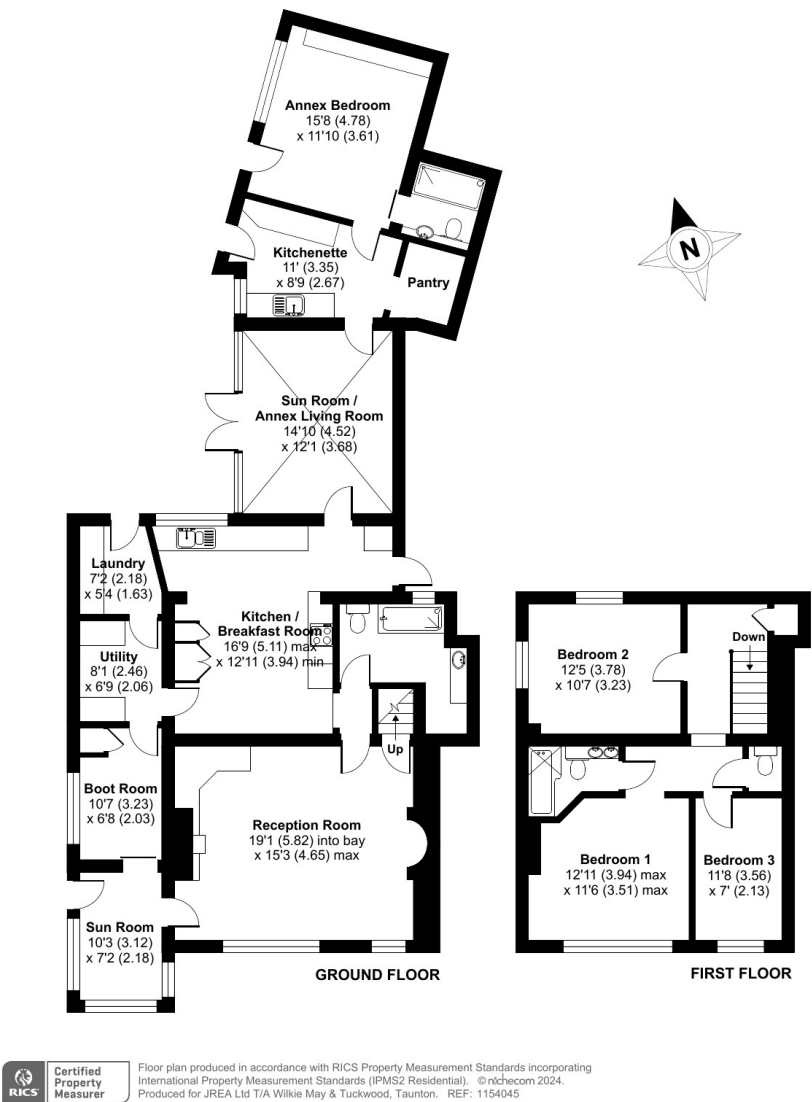 Annex Bedroom
15'8 (4.78)
x 11'10 (3.61)
Kitchenette
11' (3.35)
x 8'9 (2.67)
Pantry
N
Sun Room /
Annex Living Room
14'10 (4.52)
x 12'1 (3.68)
Laundry
7'2 (2.18)
x 5'4 (1.63)
Kitchen /
Breakfast Room
16'9 (5.11) max
x 12'11 (3.94) min
Utility
8'1 (2.46)
x 6'9 (2.06)
Up
Boot Room
10'7 (3.23)
x 6'8 (2.03)
Reception Room
19'1 (5.82) into bay
x 15'3 (4.65) max
Sun Room
10'3 (3.12)
x 7'2 (2.18)
GROUND FLOOR
Bedroom 2
12'5 (3.78)
x 10'7 (3.23)
Down
Bedroom 1
12'11 (3.94) max
x 11'6 (3.51) max
Bedroom 3
11'8 (3.56)
x 7' (2.13)
FIRST FLOOR
RICS
Certified
Property
Measurer
Floor plan produced in accordance with RICS Property Measurement Standards incorporating
International Property Measurement Standards (IPMS2 Residential). © nichecom 2024.
Produced for JREA Ltd T/A Wilkie May & Tuckwood, Taunton. REF: 1154045